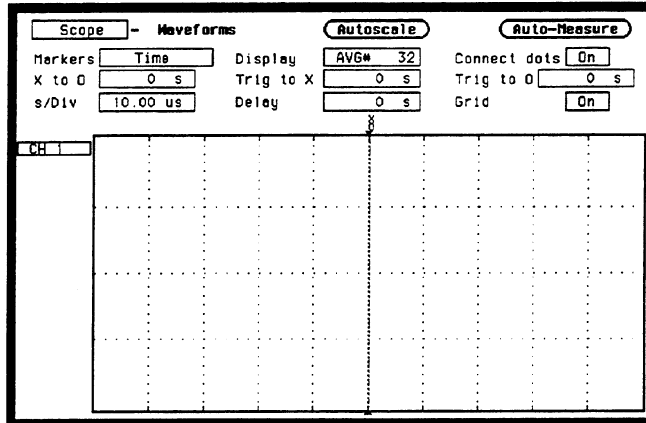 Scope - Waveforms Autoscale Auto-Measure
Markers Time Display AVG# 32 Connect dots On
X to O 0 s Trig to X 0 s Trig to O 0 s
s/Div 10.00 us Delay 0 s Grid On
X
O
CH 1